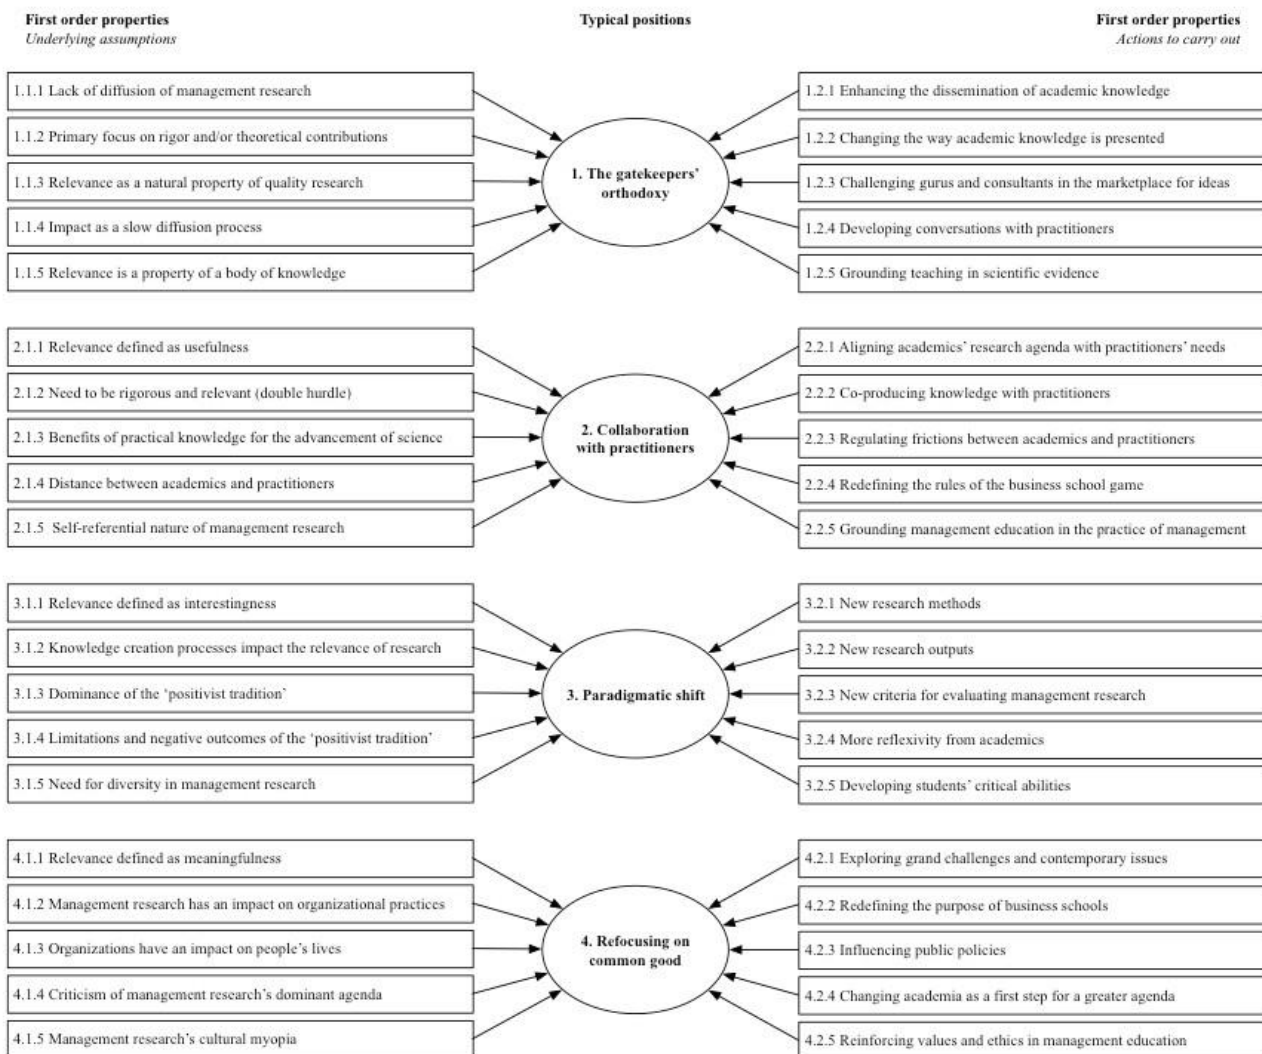 First order properties
Typical positions
First order properties
Underlying assumptions
Actions to carry out
1.1.1 Lack of diffusion of management research
1.1.2 Primary focus on rigor and/or theoretical contributions
1.1.3 Relevance as a natural property of quality research
1.1.4 Impact as a slow diffusion process
1.1.5 Relevance is a property of a body of knowledge
1. The gatekeepers’
orthodoxy
1.2.1 Enhancing the dissemination of academic knowledge
1.2.2 Changing the way academic knowledge is presented
1.2.3 Challenging gurus and consultants in the marketplace for ideas
1.2.4 Developing conversations with practitioners
1.2.5 Grounding teaching in scientific evidence
2.1.1 Relevance defined as usefulness
2.1.2 Need to be rigorous and relevant (double hurdle)
2.1.3 Benefits of practical knowledge for the advancement of science
2.1.4 Distance between academics and practitioners
2.1.5 Self-referential nature of management research
2. Collaboration
with practitioners
2.2.1 Aligning academics’ research agenda with practitioners’ needs
2.2.2 Co-producing knowledge with practitioners
2.2.3 Regulating frictions between academics and practitioners
2.2.4 Redefining the rules of the business school game
2.2.5 Grounding management education in the practice of management
3.1.1 Relevance defined as interestingness
3.1.2 Knowledge creation processes impact the relevance of research
3.1.3 Dominance of the ‘positivist tradition’
3.1.4 Limitations and negative outcomes of the ‘positivist tradition’
3.1.5 Need for diversity in management research
3. Paradigmatic shift
3.2.1 New research methods
3.2.2 New research outputs
3.2.3 New criteria for evaluating management research
3.2.4 More reflexivity from academics
3.2.5 Developing students’ critical abilities
4.1.1 Relevance defined as meaningfulness
4.1.2 Management research has an impact on organizational practices
4.1.3 Organizations have an impact on people’s lives
4.1.4 Criticism of management research’s dominant agenda
4.1.5 Management research’s cultural myopia
4. Refocusing on
common good
4.2.1 Exploring grand challenges and contemporary issues
4.2.2 Redefining the purpose of business schools
4.2.3 Influencing public policies
4.2.4 Changing academia as a first step for a greater agenda
4.2.5 Reinforcing values and ethics in management education